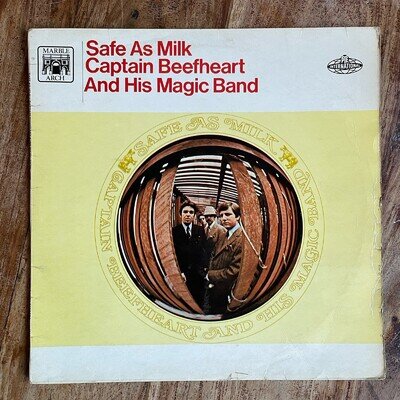 MARBLE
ARCH
Safe As Milk
Captain Beefheart
And His Magic Band
INTERNATIONAL
SAFE AS MILK
CAPTAIN BEEFHEART AND HIS MAGIC BAND